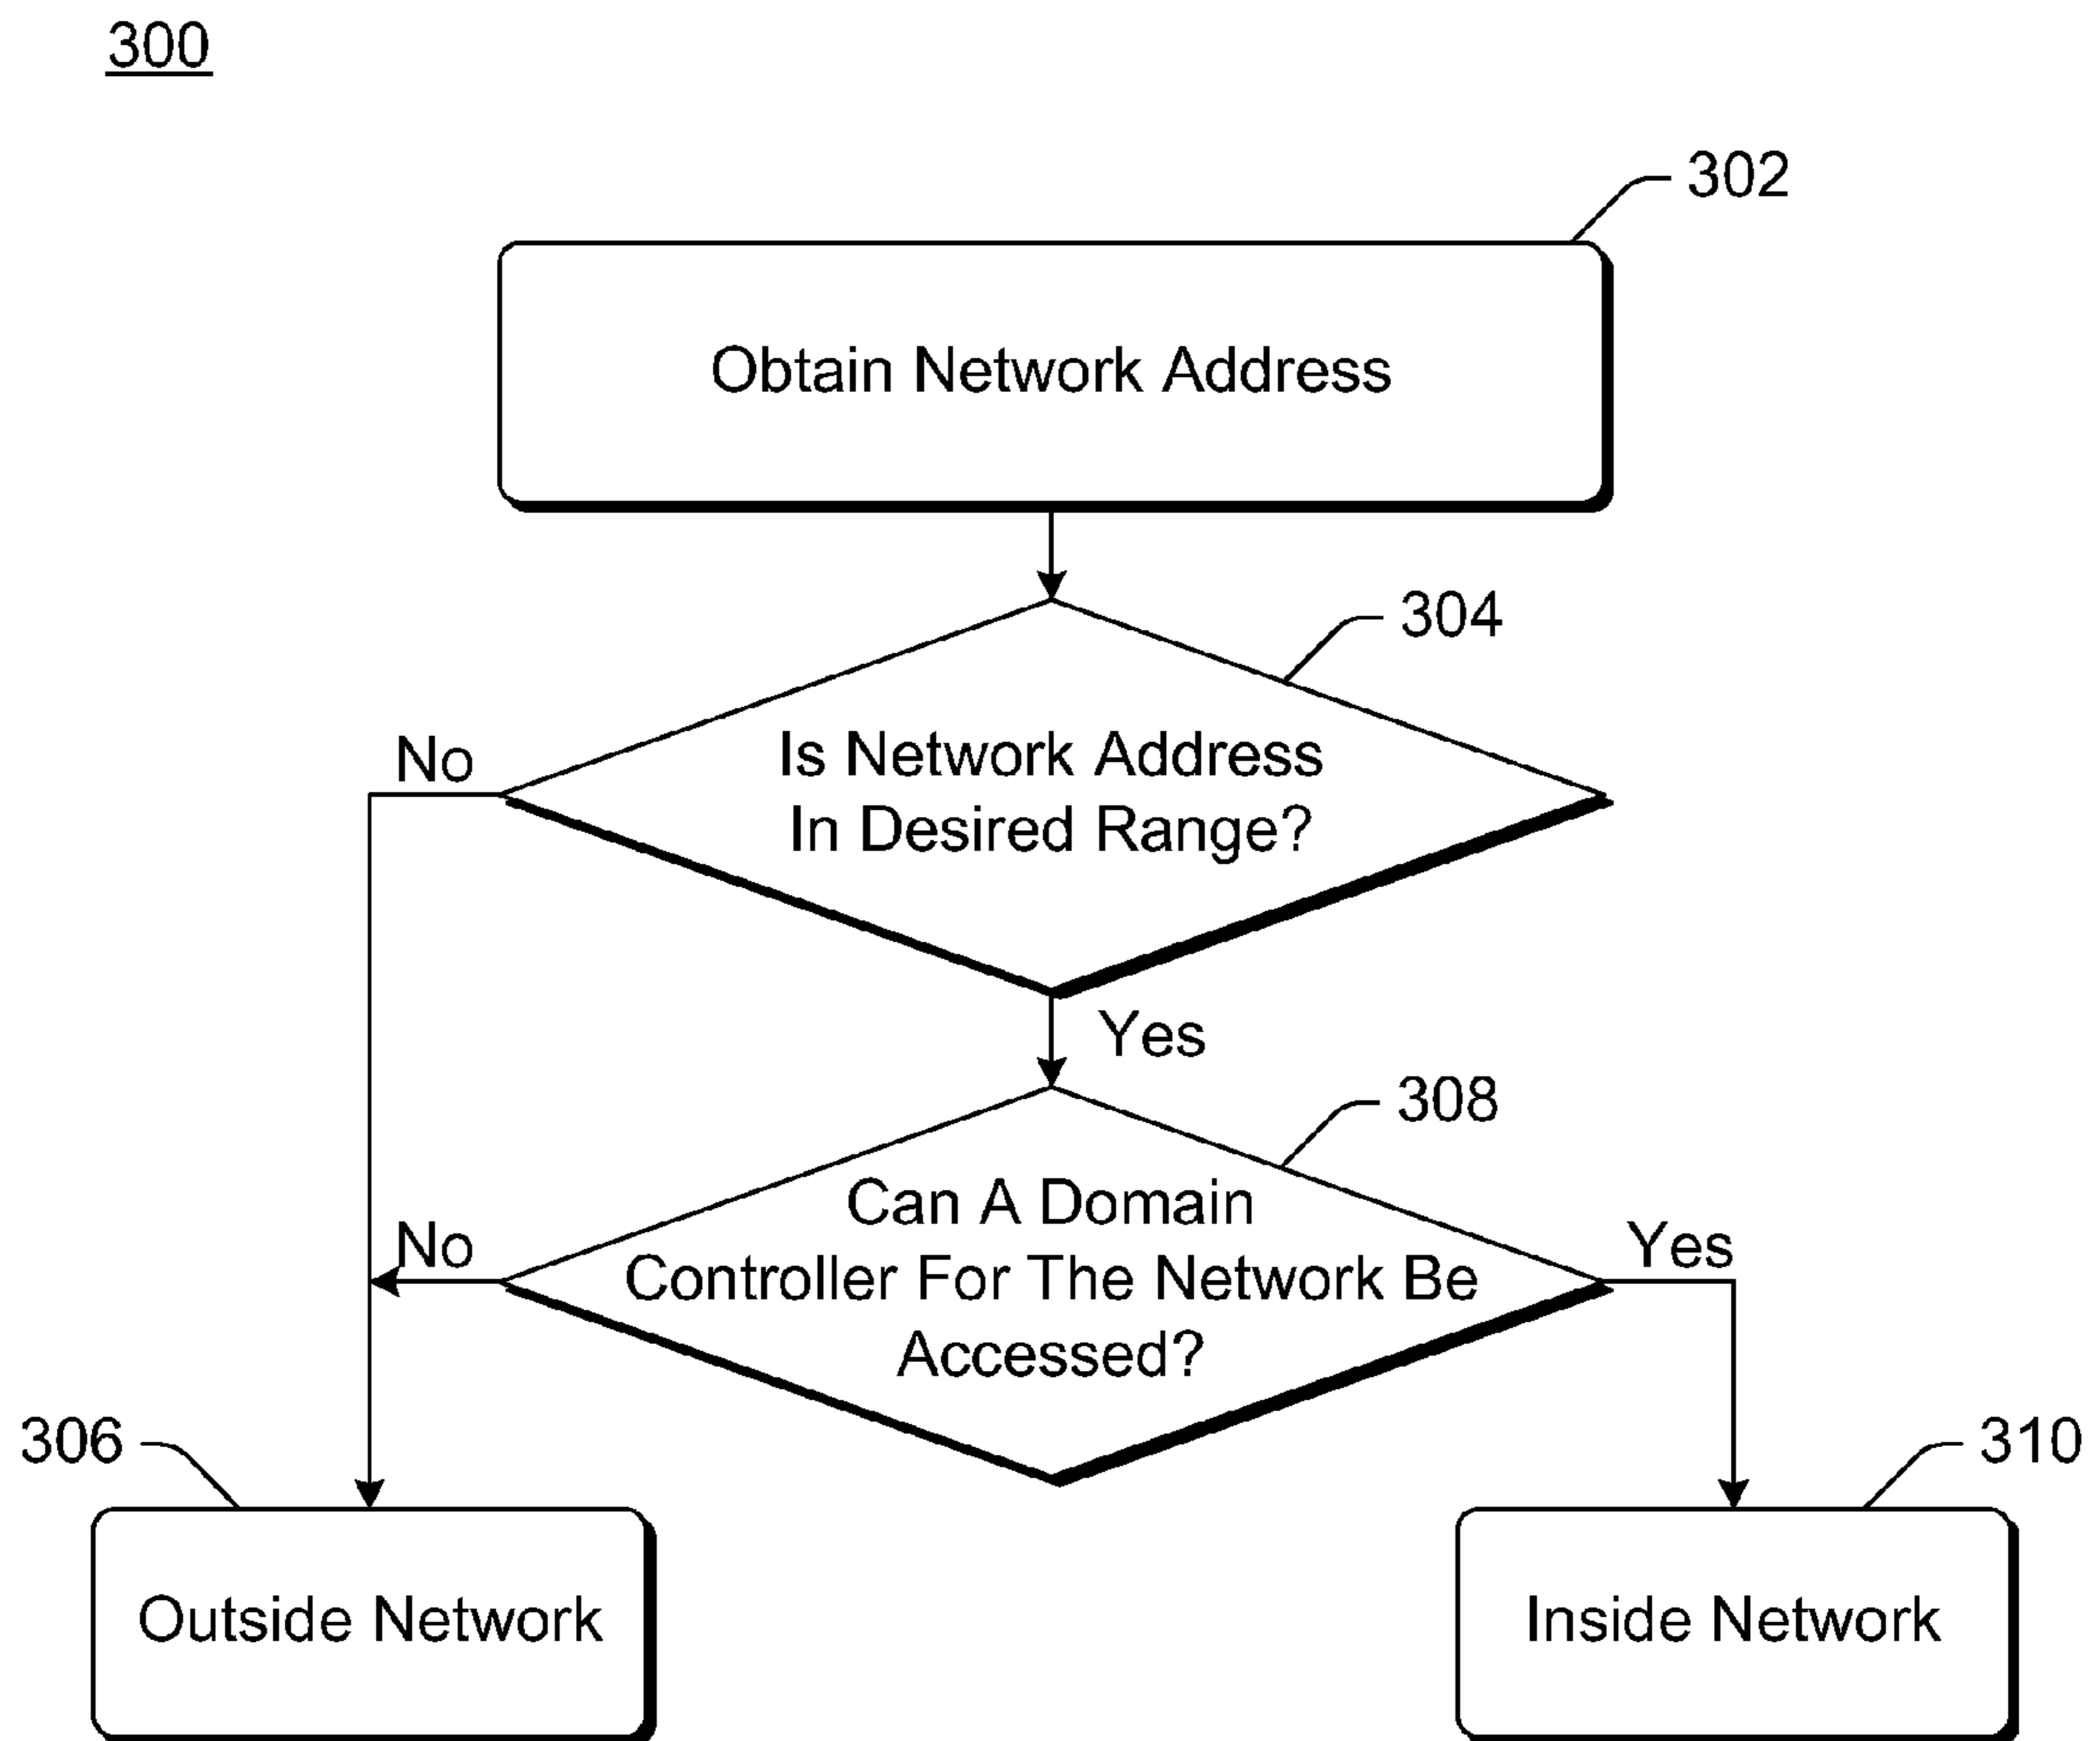 300
302
Obtain Network Address
304
No
Is Network Address
In Desired Range?
Yes
308
Can A Domain
Controller For The Network Be
Accessed?
No
Yes
306
310
Outside Network
Inside Network